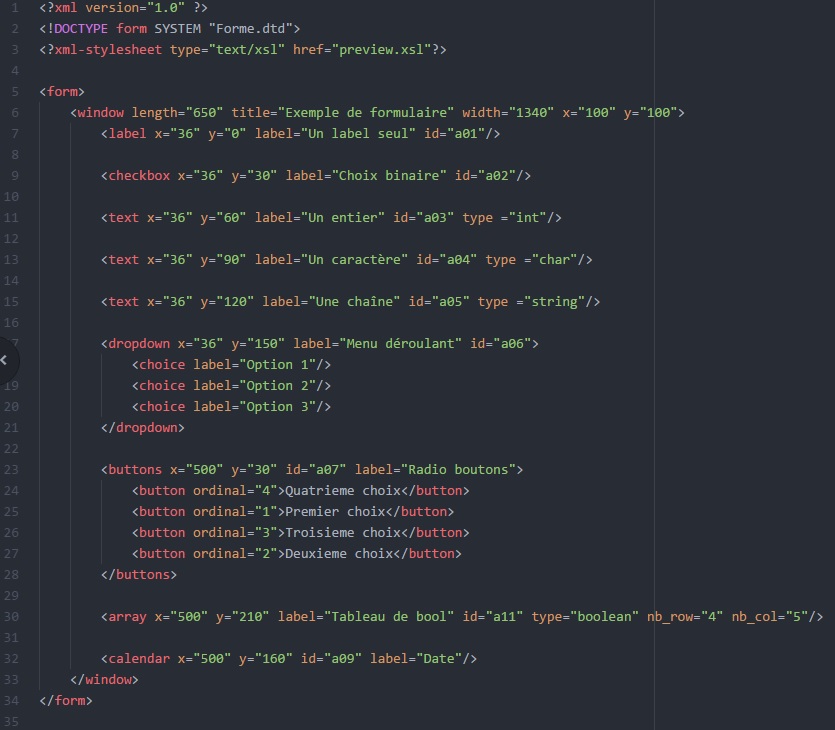 1 <?xml version="1.0" ?>
2 <!DOCTYPE form SYSTEM "Forme.dtd">
3 <?xml-stylesheet type="text/xsl" href="preview.xsl"?>
4
5 <form>
6 <window length="650" title="Exemple de formulaire" width="1340" x="100" y="100">
7 <label x="36" y="0" label="Un label seul" id="a01"/>
8
9 <checkbox x="36" y="30" label="Choix binaire" id="a02"/>
10
11 <text x="36" y="60" label="Un entier" id="a03" type ="int"/>
12
13 <text x="36" y="90" label="Un caractère" id="a04" type ="char"/>
14
15 <text x="36" y="120" label="Une chaîne" id="a05" type ="string"/>
16
7 <dropdown x="36" y="150" label="Menu déroulant" id="a06">
<choice label="Option 1"/>
19 <choice label="Option 2"/>
20 <choice label="Option 3"/>
21 </dropdown>
22
23 <buttons x="500" y="30" id="a07" label="Radio boutons">
24 <button ordinal="4">Quatrieme choix</button>
25 <button ordinal="1">Premier choix</button>
26 <button ordinal="3">Troisieme choix</button>
27 <button ordinal="2">Deuxieme choix</button>
28 </buttons>
29
30 <array x="500" y="210" label="Tableau de bool" id="a11" type="boolean" nb_row="4" nb_col="5"/>
31
32 <calendar x="500" y="160" id="a09" label="Date"/>
33 </window>
34 </form>
35